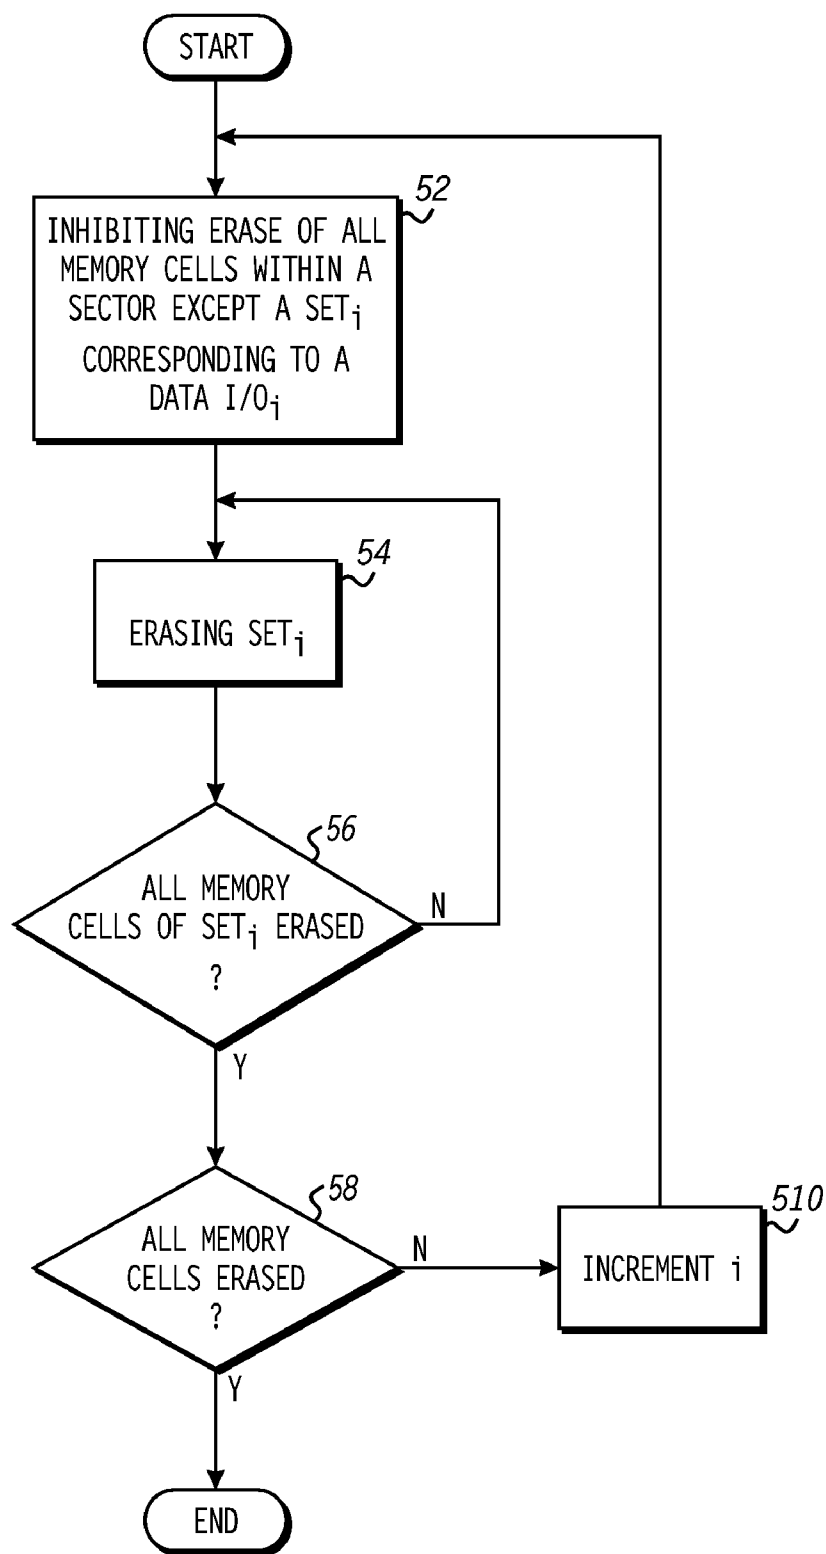 START
52
INHIBITING ERASE OF ALL
MEMORY CELLS WITHIN A
SECTOR EXCEPT A SETi
CORRESPONDING TO A
DATA I/Oi
54
ERASING SETi
56
ALL MEMORY
CELLS OF SETi ERASED
?
N
Y
58
ALL MEMORY
CELLS ERASED
?
N
510
INCREMENT i
Y
END